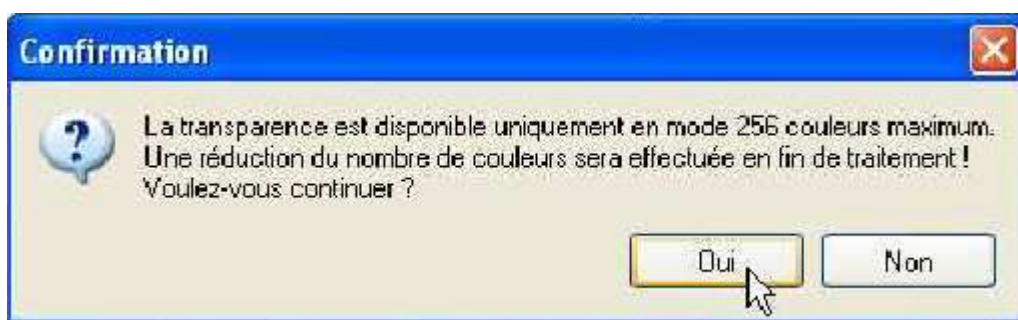 Confirmation
La transparence est disponible uniquement en mode 256 couleurs maximum.
Une réduction du nombre de couleurs sera effectuée en fin de traitement !
Voulez-vous continuer ?
Oui Non